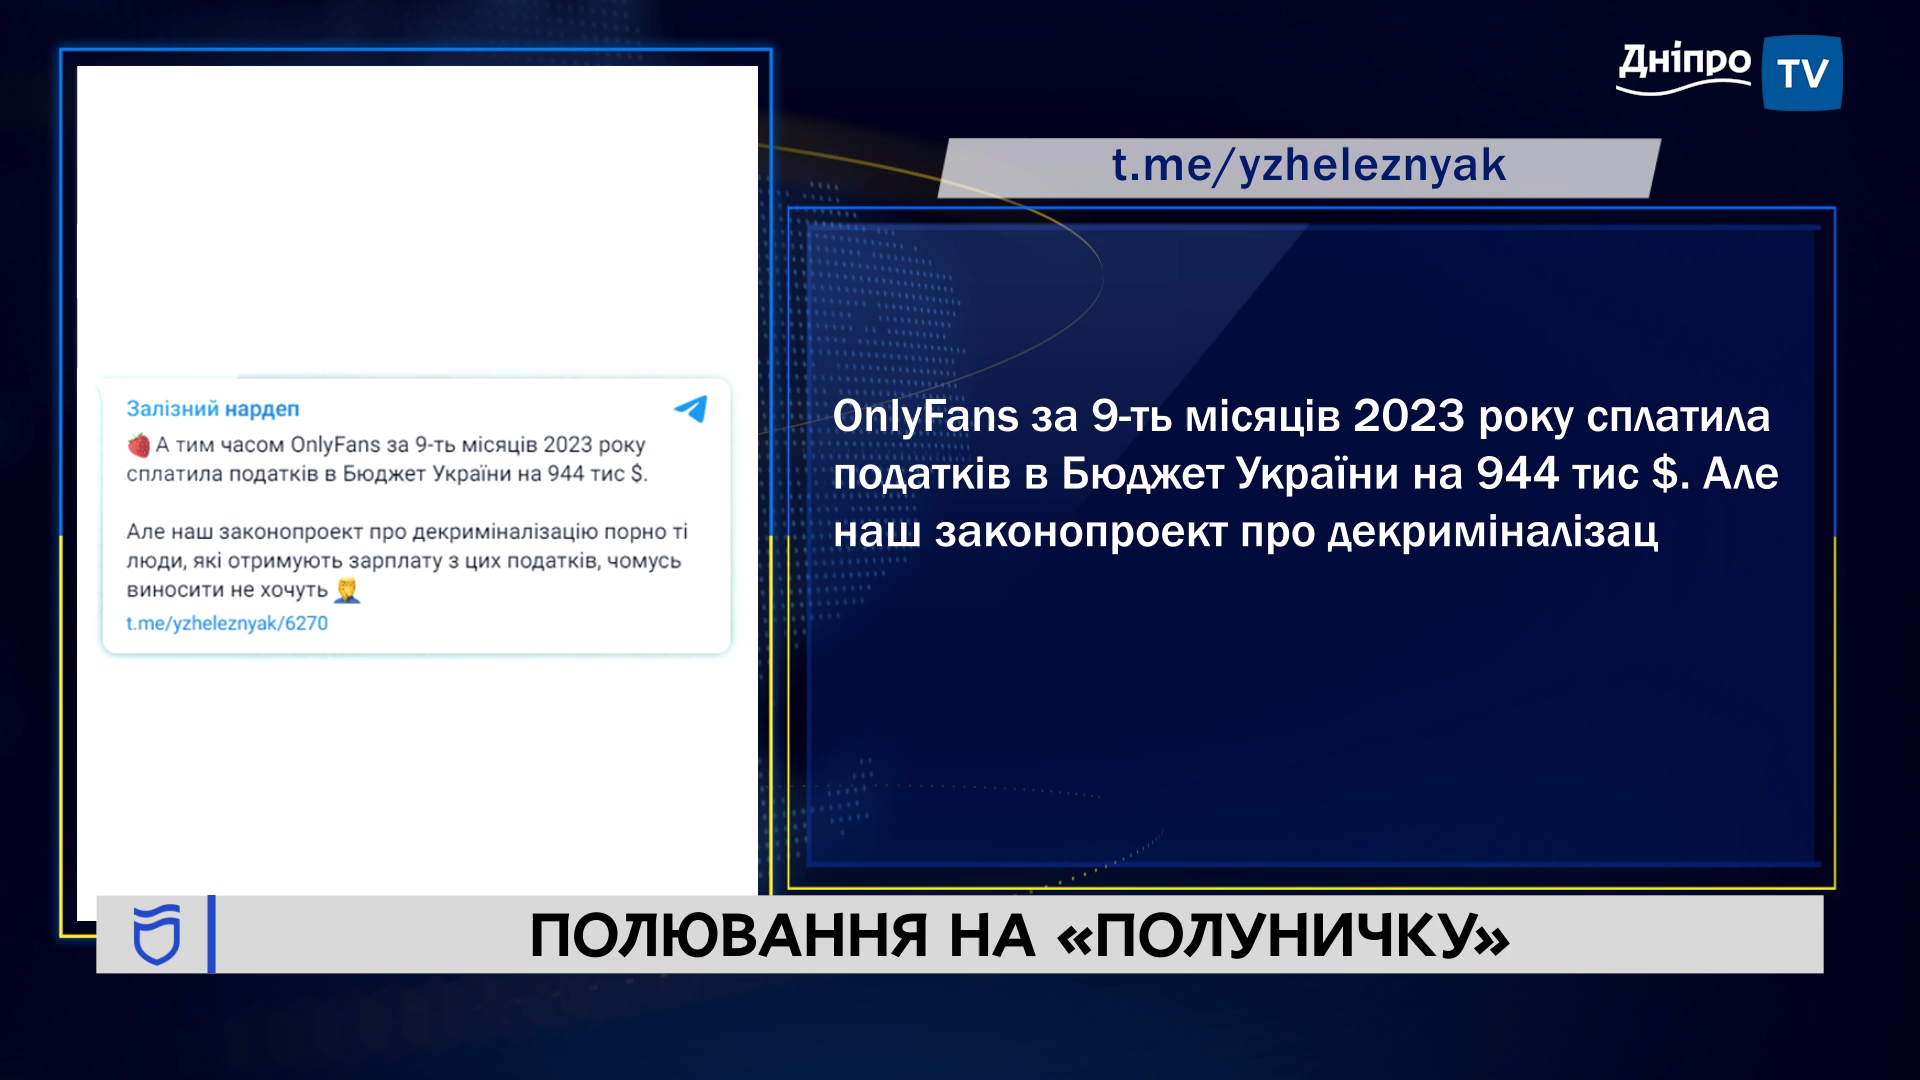 Дніпро TV
t.me/yzheleznyak
Залізний нардеп
🍓 А тим часом OnlyFans за 9-ть місяців 2023 року
сплатила податків в Бюджет України на 944 тис $.
Але наш законопроект про декриміналізацію порно ті
люди, які отримують зарплату з цих податків, чомусь
виносити не хочуть 🤦‍♂️
t.me/yzheleznyak/6270
OnlyFans за 9-ть місяців 2023 року сплатила
податків в Бюджет України на 944 тис $. Але
наш законопроект про декриміналізац
ПОЛЮВАННЯ НА «ПОЛУНИЧКУ»